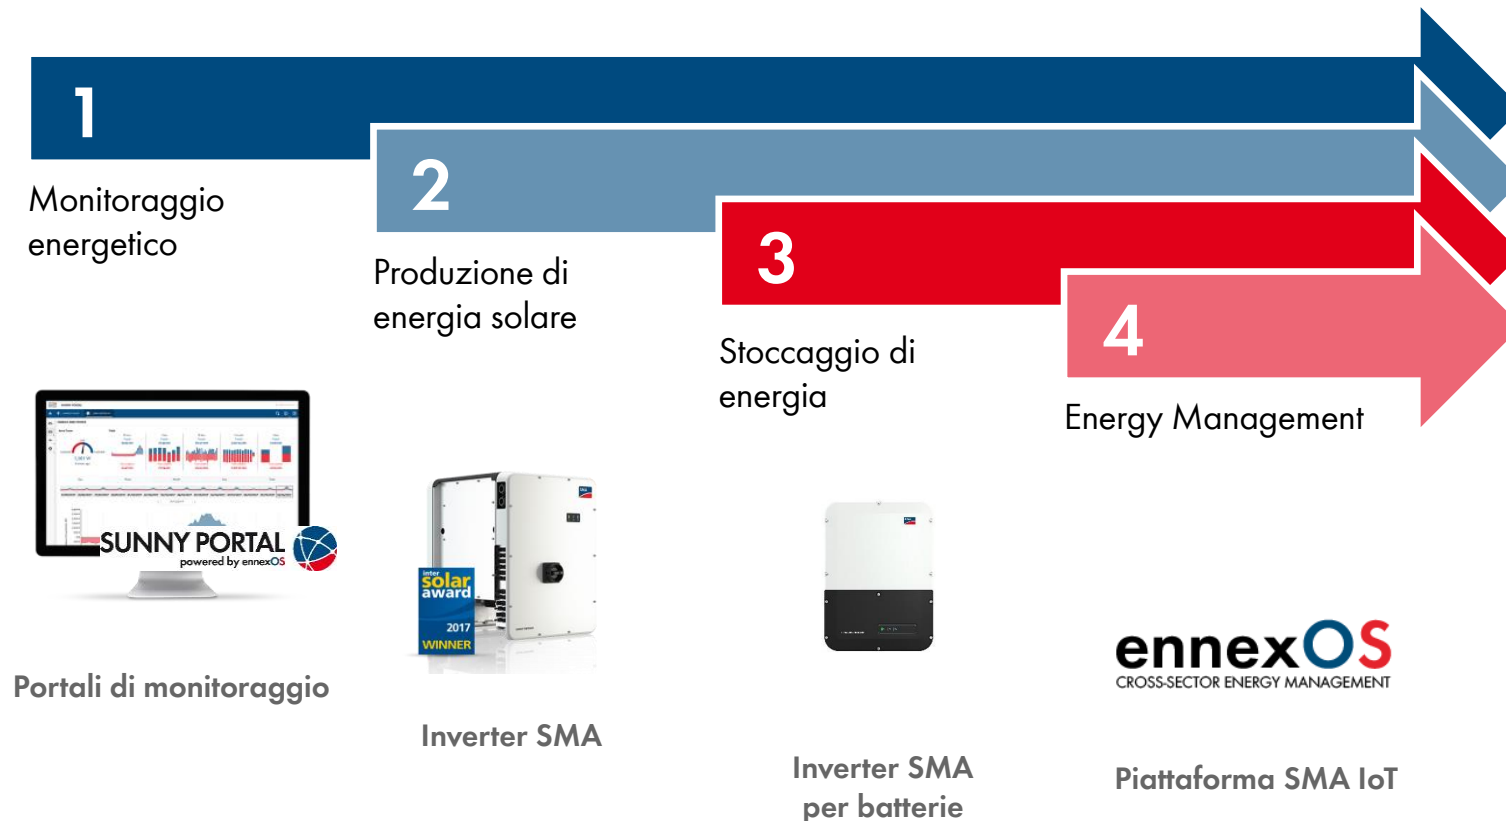 1
Monitoraggio
energetico
2
Produzione di
energia solare
3
Stoccaggio di
energia
4
Energy Management
SUNNY PORTAL
powered by ennexOS
Portali di monitoraggio
inter
solar
award
2017
WINNER
Inverter SMA
Inverter SMA
per batterie
ennexOS
CROSS-SECTOR ENERGY MANAGEMENT
Piattaforma SMA IoT